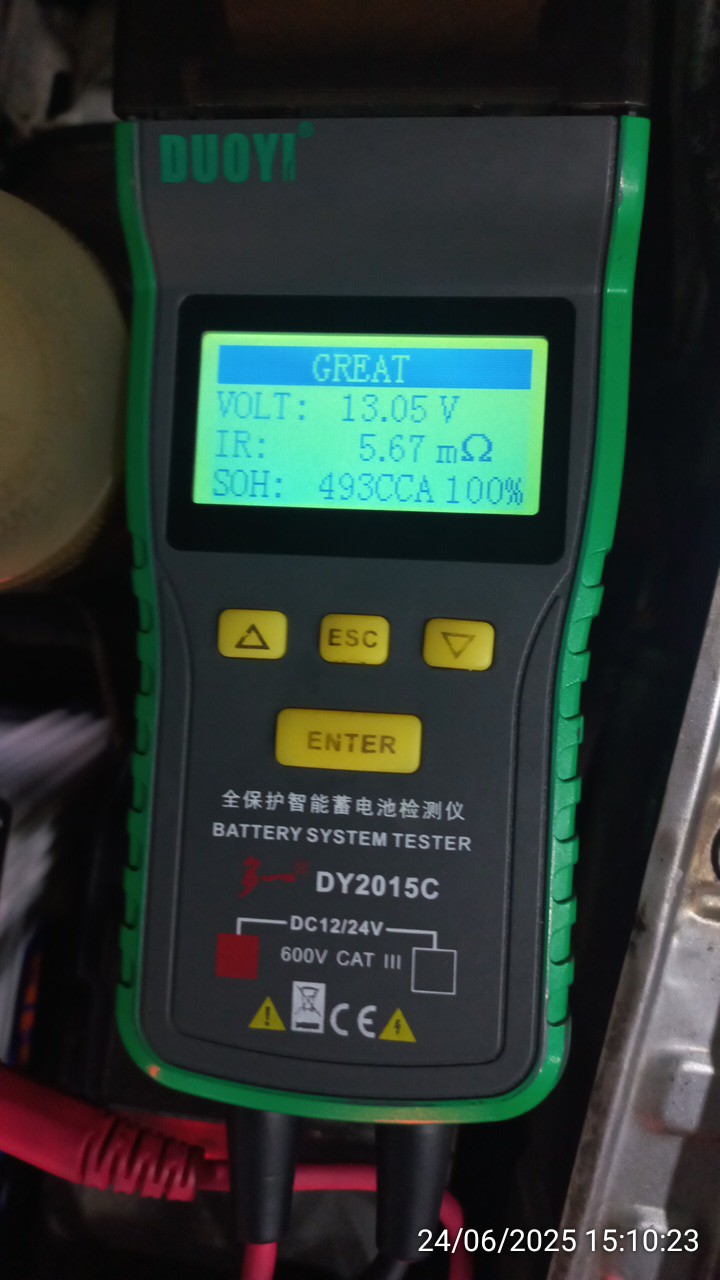 DUOYI®
GREAT
VOLT: 13.05 V
IR: 5.67 mΩ
SOH: 493CCA 100%
ESC
ENTER
全保护智能蓄电池检测仪
BATTERY SYSTEM TESTER
多一 DY2015C
DC12/24V
600V CAT III
CE
24/06/2025 15:10:23